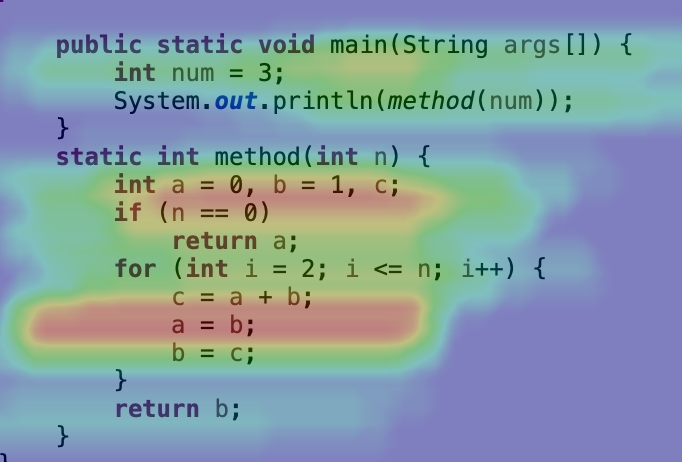 public static void main(String args[]) {
int num = 3;
System.out.println(method(num));
}
static int method(int n) {
int a = 0, b = 1, c;
if (n == 0)
return a;
for (int i = 2; i <= n; i++) {
c = a + b;
a = b;
b = c;
}
return b;
}
}